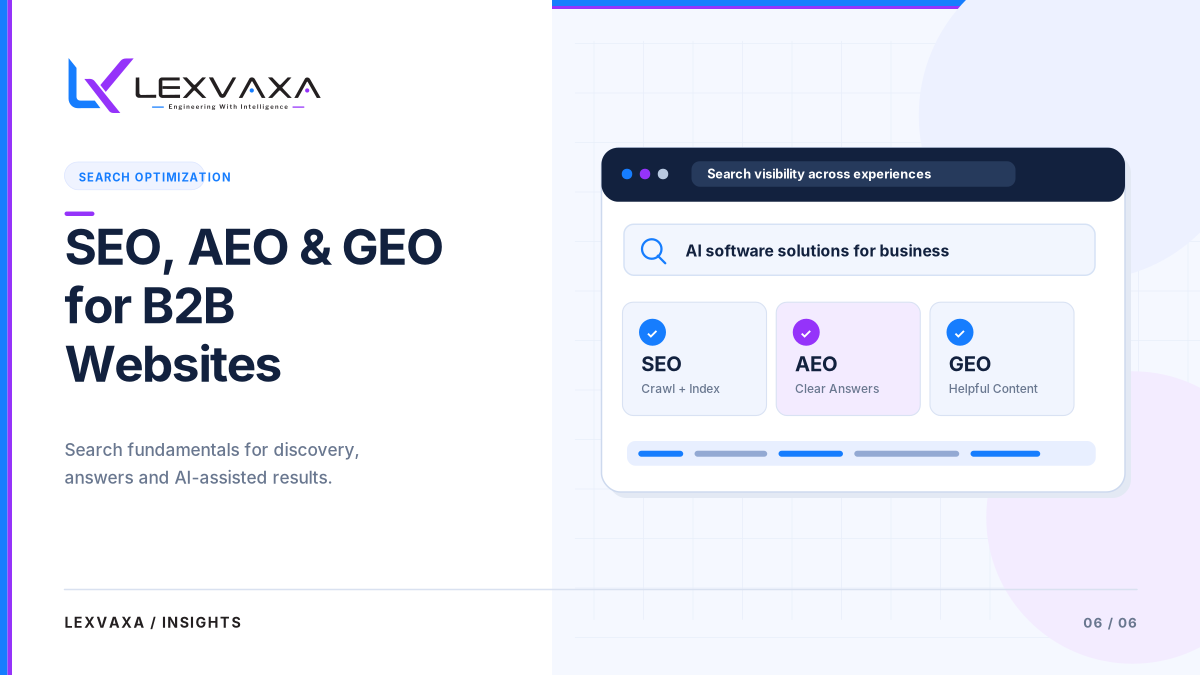 LEXVAXA
Engineering With Intelligence
SEARCH OPTIMIZATION
SEO, AEO & GEO
for B2B
Websites
Search fundamentals for discovery,
answers and AI-assisted results.
Search visibility across experiences
AI software solutions for business
SEO
Crawl + Index
AEO
Clear Answers
GEO
Helpful Content
LEXVAXA / INSIGHTS
06 / 06